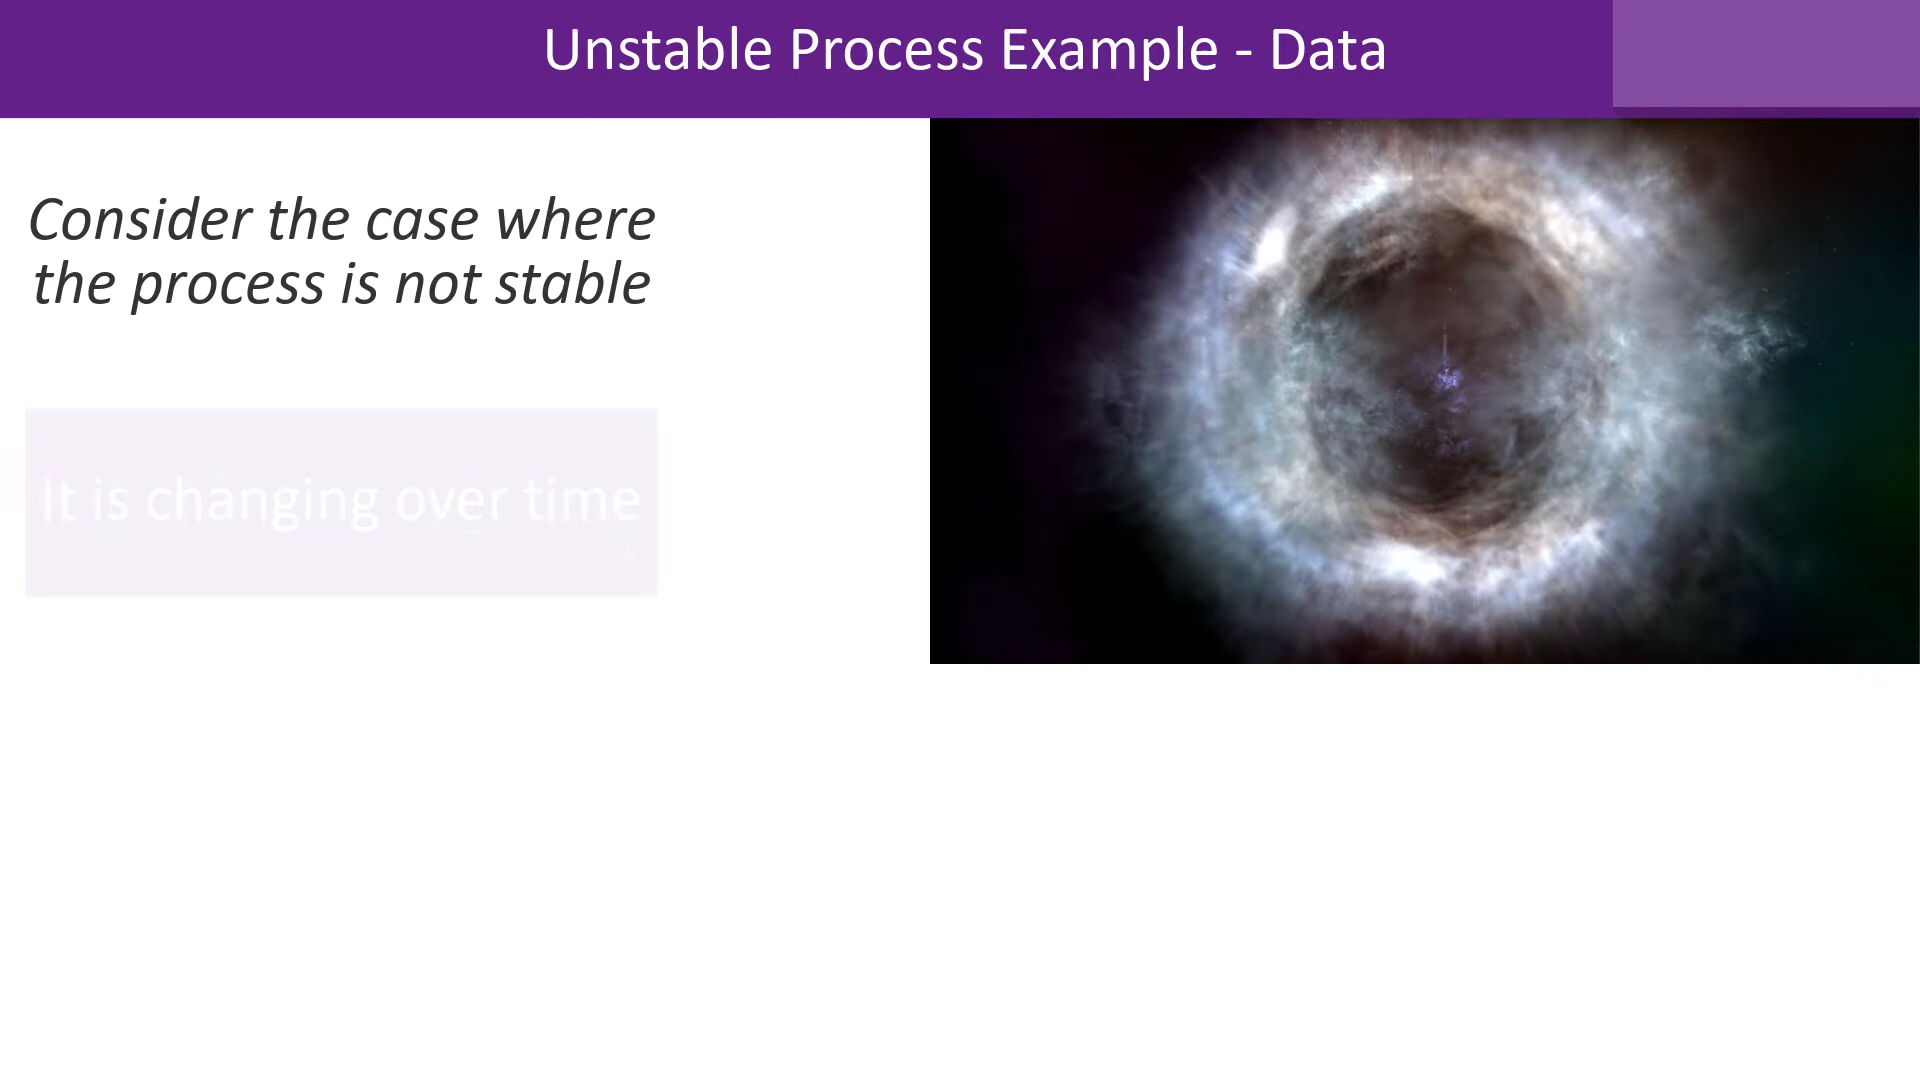 Unstable Process Example - Data
Consider the case where
the process is not stable
It is changing over time